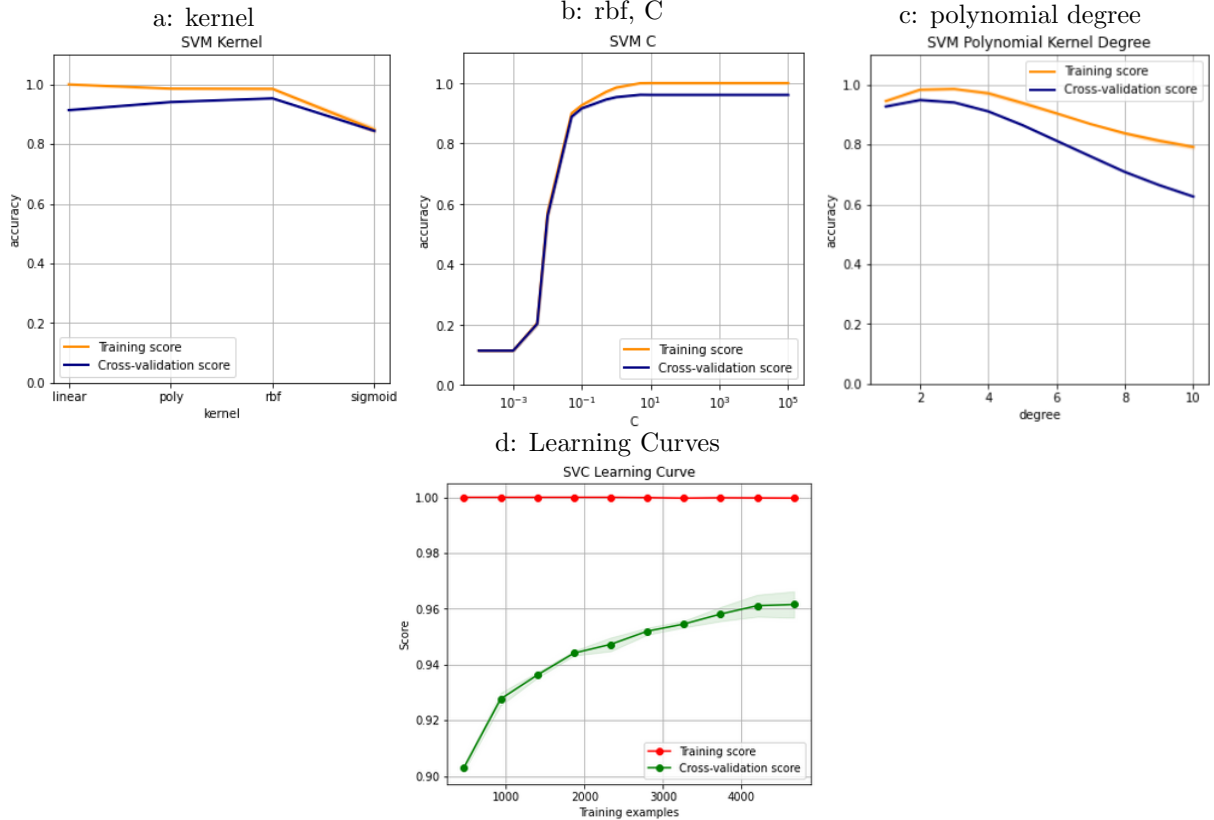 a: kernel
SVM Kernel
accuracy
1.0
0.8
0.6
0.4
0.2
0.0
Training score
Cross-validation score
linear poly rbf sigmoid
kernel
b: rbf, C
SVM C
accuracy
1.0
0.8
0.6
0.4
0.2
0.0
Training score
Cross-validation score
10⁻³ 10⁻¹ 10¹ 10³ 10⁵
C
c: polynomial degree
SVM Polynomial Kernel Degree
Training score
Cross-validation score
accuracy
1.0
0.8
0.6
0.4
0.2
0.0
2 4 6 8 10
degree
d: Learning Curves
SVC Learning Curve
Score
1.00
0.98
0.96
0.94
0.92
0.90
Training score
Cross-validation score
1000 2000 3000 4000
Training examples